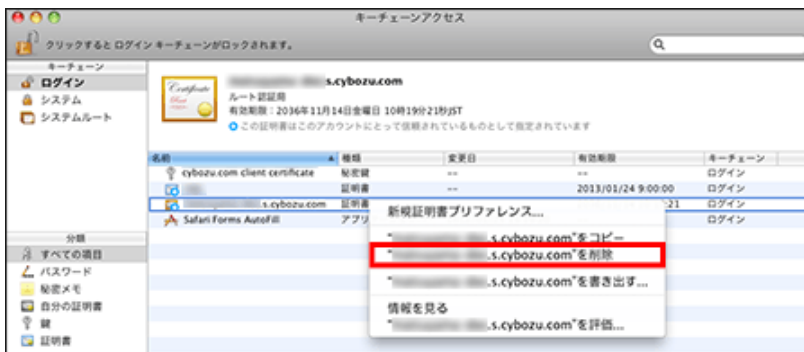 キーチェーンアクセス
クリックすると ログイン キーチェーンがロックされます。
キーチェーン
ログイン
システム
システムルート
Certificate
s.cybozu.com
ルート認証局
有効期限：2036年11月14日金曜日 10時19分21秒JST
この証明書はこのアカウントにとって信頼されているものとして指定されています
名前 種類 変更日 有効期限 キーチェーン
cybozu.com client certificate 秘密鍵 -- -- ログイン
証明書 -- 2013/01/24 9:00:00 ログイン
.s.cybozu.com 証明書 :21 ログイン
Safari Forms AutoFill アプリ ログイン
新規証明書プリファレンス...
" .s.cybozu.com"をコピー
" .s.cybozu.com"を削除
" .s.cybozu.com"を書き出す...
情報を見る
" .s.cybozu.com"を評価...
分類
すべての項目
パスワード
秘密メモ
自分の証明書
鍵
証明書